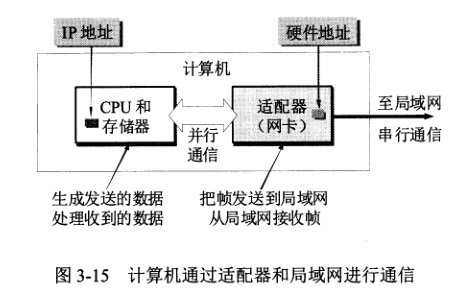 IP 地址
硬件地址
计算机
CPU 和
存储器
并行
通信
适配器
（网卡）
至局域网
串行通信
生成发送的数据
处理收到的数据
把帧发送到局域网
从局域网接收帧
图 3-15 计算机通过适配器和局域网进行通信